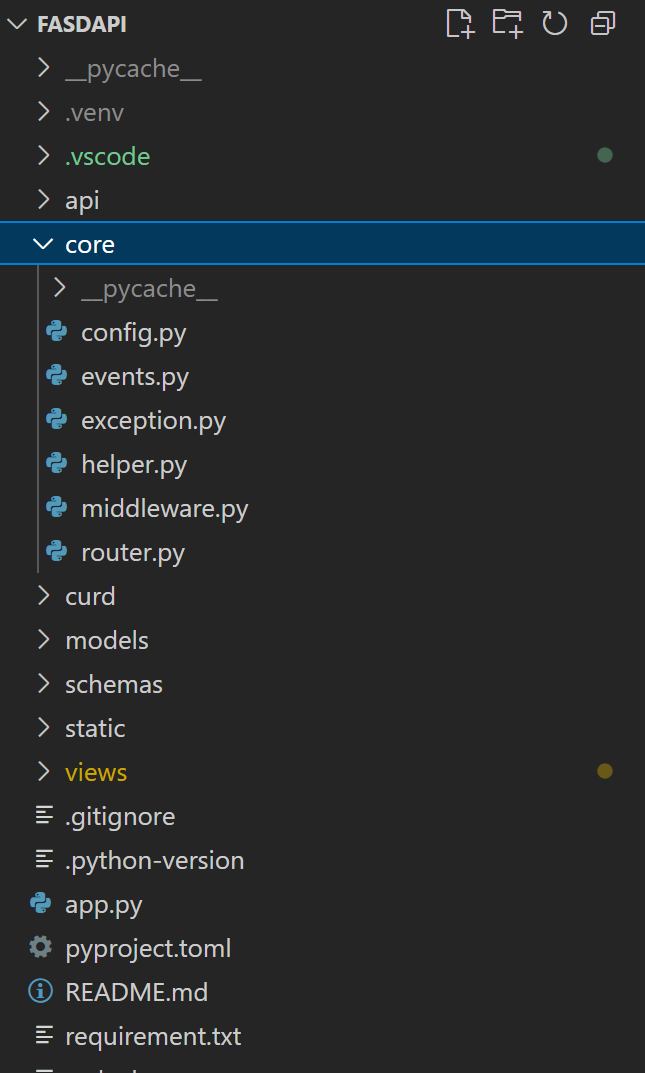 FASDAPI
__pycache__
.venv
.vscode
api
core
__pycache__
config.py
events.py
exception.py
helper.py
middleware.py
router.py
curd
models
schemas
static
views
.gitignore
.python-version
app.py
pyproject.toml
README.md
requirement.txt